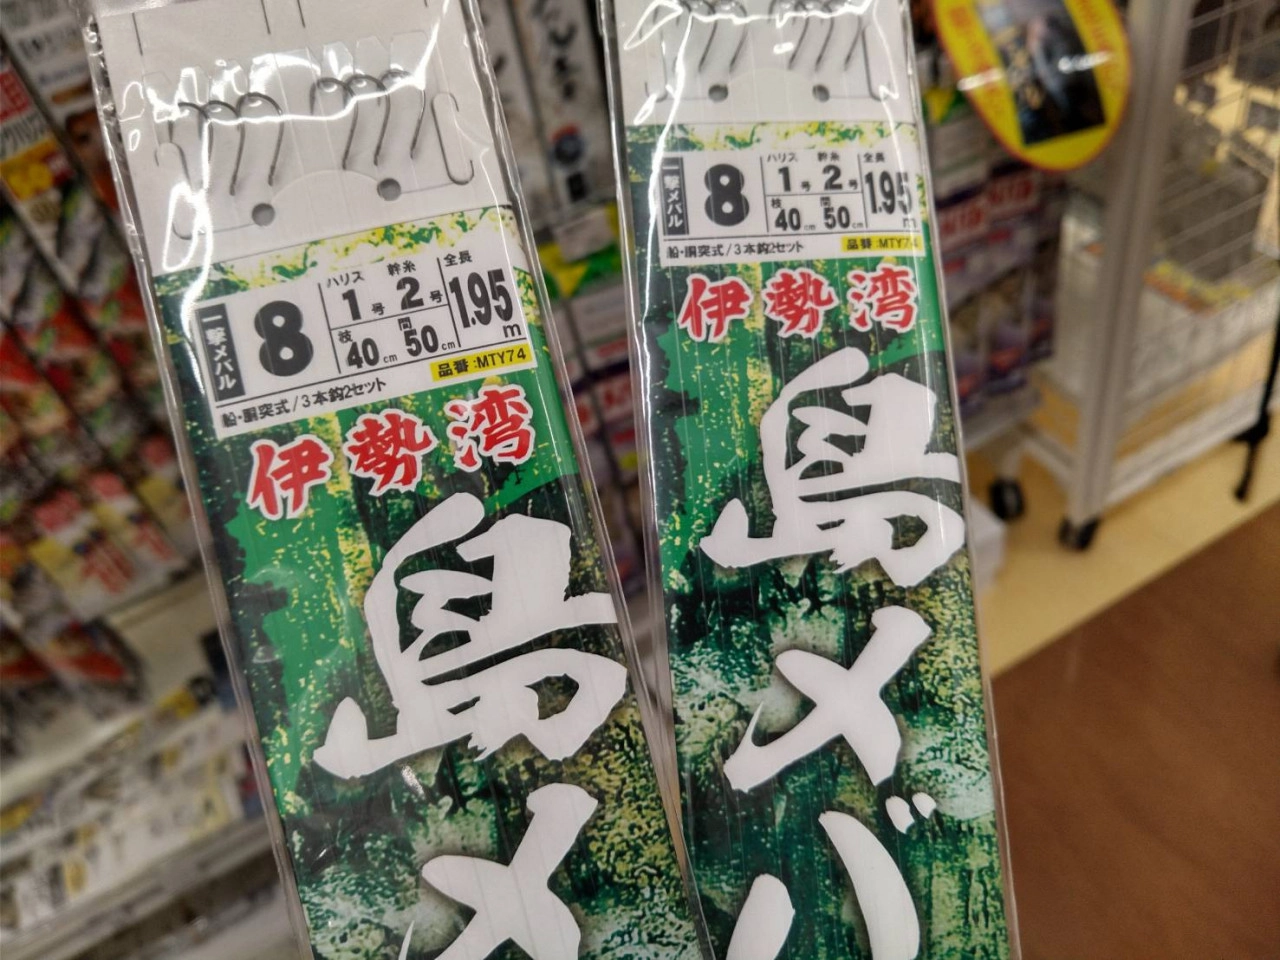 一撃メバル
8
ハリス 幹糸 全長
1号 2号 1.95m
枝 間
40cm 50cm
船・胴突式/3本鈎2セット
品番:MTY74
伊勢湾
島メ
一撃メバル
8
ハリス 幹糸 全長
1号 2号 1.95m
枝 間
40cm 50cm
船・胴突式/3本鈎2セット
品番:MTY74
伊勢湾
島メバ